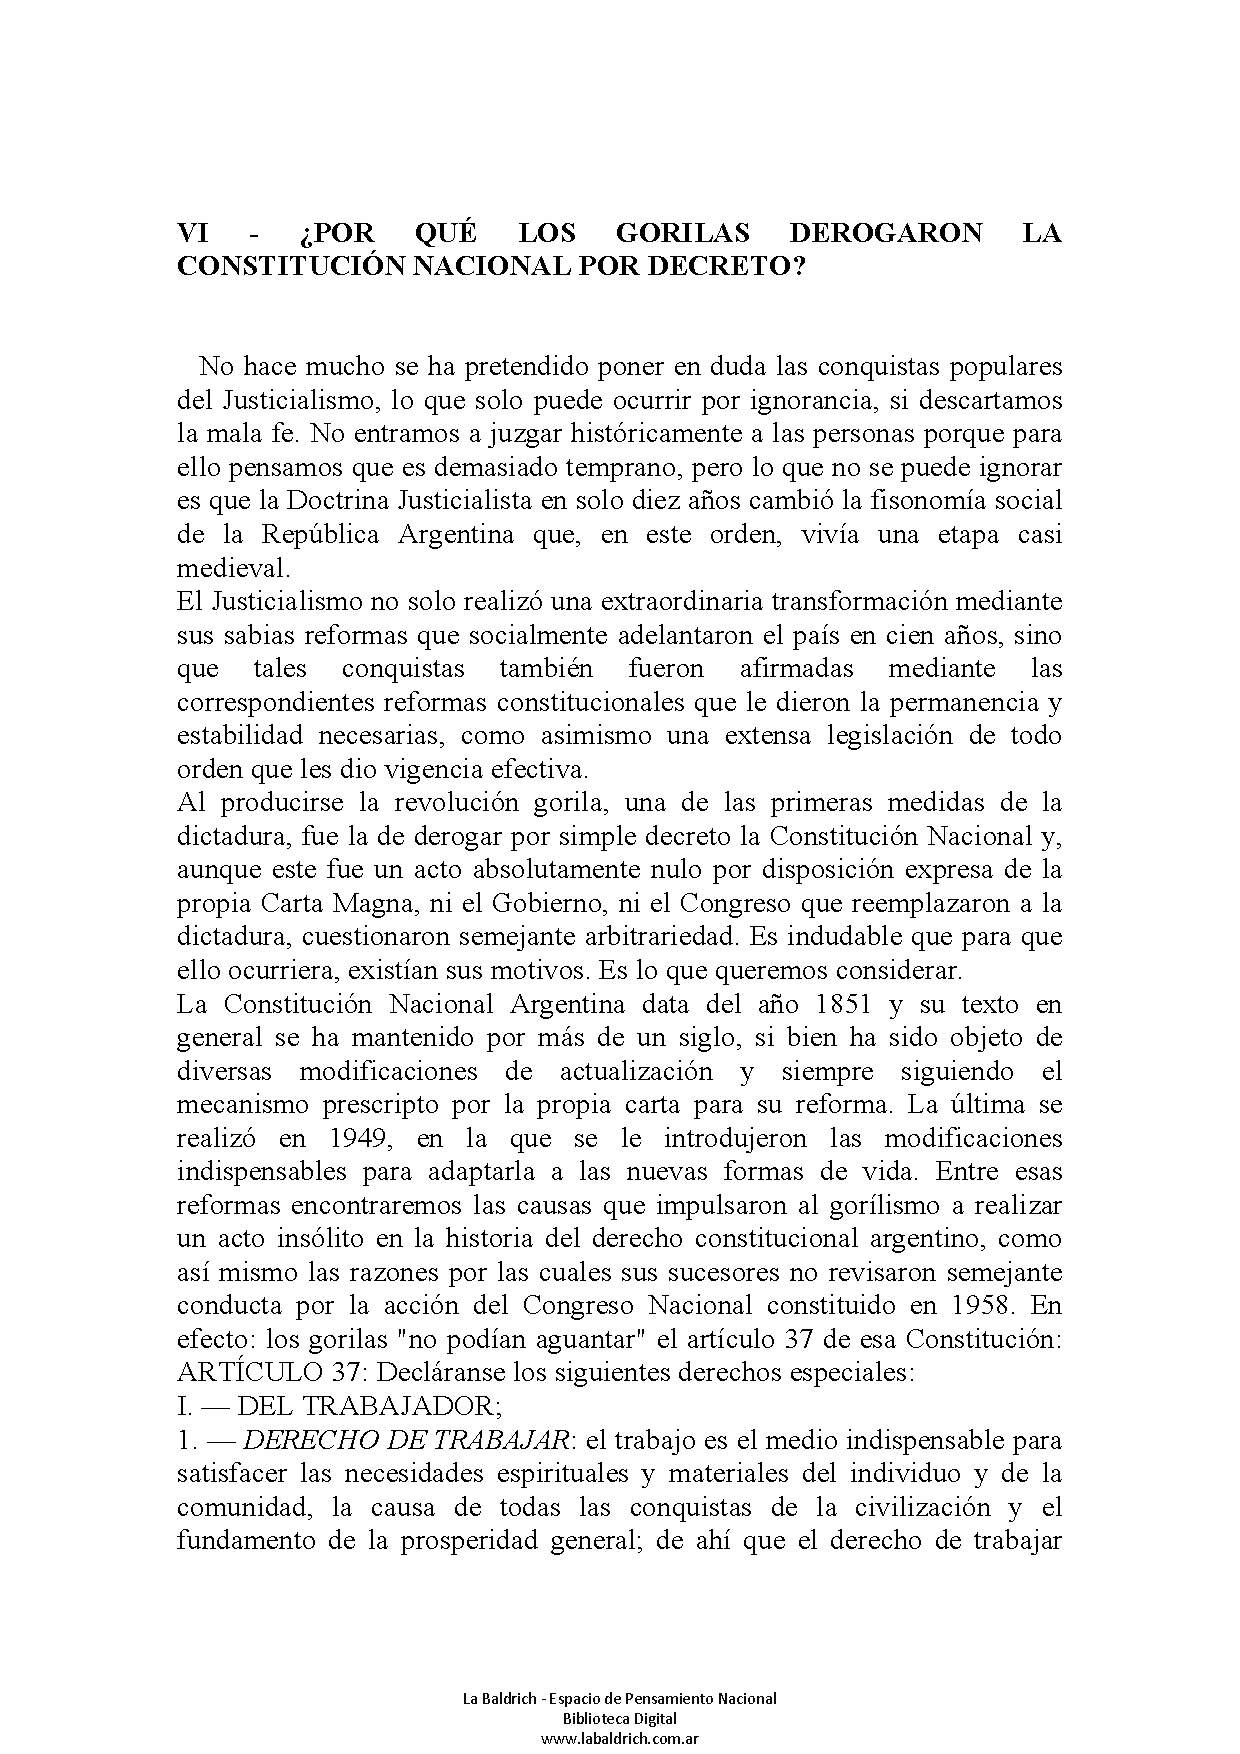 VI - ¿POR QUÉ LOS GORILAS DEROGARON LA
CONSTITUCIÓN NACIONAL POR DECRETO?
No hace mucho se ha pretendido poner en duda las conquistas populares
del Justicialismo, lo que solo puede ocurrir por ignorancia, si descartamos
la mala fe. No entramos a juzgar históricamente a las personas porque para
ello pensamos que es demasiado temprano, pero lo que no se puede ignorar
es que la Doctrina Justicialista en solo diez años cambió la fisonomía social
de la República Argentina que, en este orden, vivía una etapa casi
medieval.
El Justicialismo no solo realizó una extraordinaria transformación mediante
sus sabias reformas que socialmente adelantaron el país en cien años, sino
que tales conquistas también fueron afirmadas mediante las
correspondientes reformas constitucionales que le dieron la permanencia y
estabilidad necesarias, como asimismo una extensa legislación de todo
orden que les dio vigencia efectiva.
Al producirse la revolución gorila, una de las primeras medidas de la
dictadura, fue la de derogar por simple decreto la Constitución Nacional y,
aunque este fue un acto absolutamente nulo por disposición expresa de la
propia Carta Magna, ni el Gobierno, ni el Congreso que reemplazaron a la
dictadura, cuestionaron semejante arbitrariedad. Es indudable que para que
ello ocurriera, existían sus motivos. Es lo que queremos considerar.
La Constitución Nacional Argentina data del año 1851 y su texto en
general se ha mantenido por más de un siglo, si bien ha sido objeto de
diversas modificaciones de actualización y siempre siguiendo el
mecanismo prescripto por la propia carta para su reforma. La última se
realizó en 1949, en la que se le introdujeron las modificaciones
indispensables para adaptarla a las nuevas formas de vida. Entre esas
reformas encontraremos las causas que impulsaron al gorílismo a realizar
un acto insólito en la historia del derecho constitucional argentino, como
así mismo las razones por las cuales sus sucesores no revisaron semejante
conducta por la acción del Congreso Nacional constituido en 1958. En
efecto: los gorilas "no podían aguantar" el artículo 37 de esa Constitución:
ARTÍCULO 37: Decláranse los siguientes derechos especiales:
I. — DEL TRABAJADOR;
1. — DERECHO DE TRABAJAR: el trabajo es el medio indispensable para
satisfacer las necesidades espirituales y materiales del individuo y de la
comunidad, la causa de todas las conquistas de la civilización y el
fundamento de la prosperidad general; de ahí que el derecho de trabajar
La Baldrich - Espacio de Pensamiento Nacional
Biblioteca Digital
www.labaldrich.com.ar